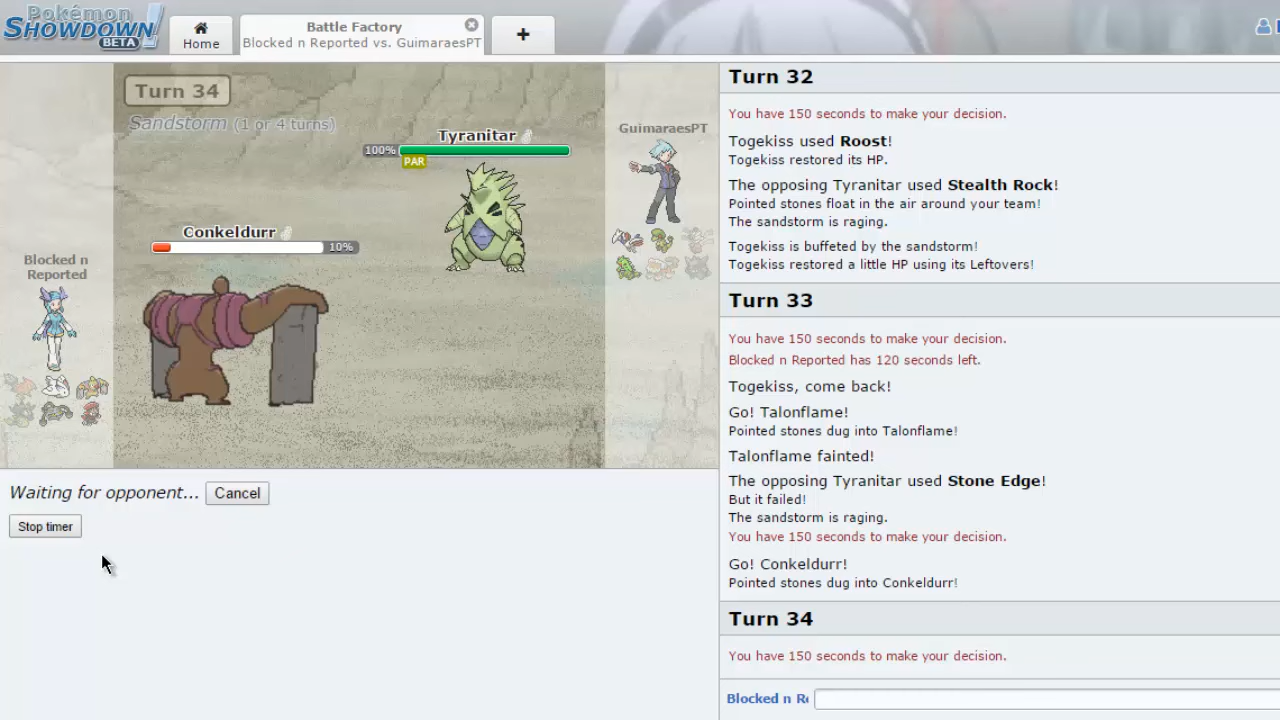 Pokémon
SHOWDOWN!
BETA
Home
Battle Factory
Blocked n Reported vs. GuimaraesPT
+
Turn 34
Sandstorm (1 or 4 turns)
Tyranitar
100%
PAR
Conkeldurr
10%
Blocked n
Reported
GuimaraesPT
Waiting for opponent...
Cancel
Stop timer
Turn 32
You have 150 seconds to make your decision.
Togekiss used Roost!
Togekiss restored its HP.
The opposing Tyranitar used Stealth Rock!
Pointed stones float in the air around your team!
The sandstorm is raging.
Togekiss is buffeted by the sandstorm!
Togekiss restored a little HP using its Leftovers!
Turn 33
You have 150 seconds to make your decision.
Blocked n Reported has 120 seconds left.
Togekiss, come back!
Go! Talonflame!
Pointed stones dug into Talonflame!
Talonflame fainted!
The opposing Tyranitar used Stone Edge!
But it failed!
The sandstorm is raging.
You have 150 seconds to make your decision.
Go! Conkeldurr!
Pointed stones dug into Conkeldurr!
Turn 34
You have 150 seconds to make your decision.
Blocked n Re